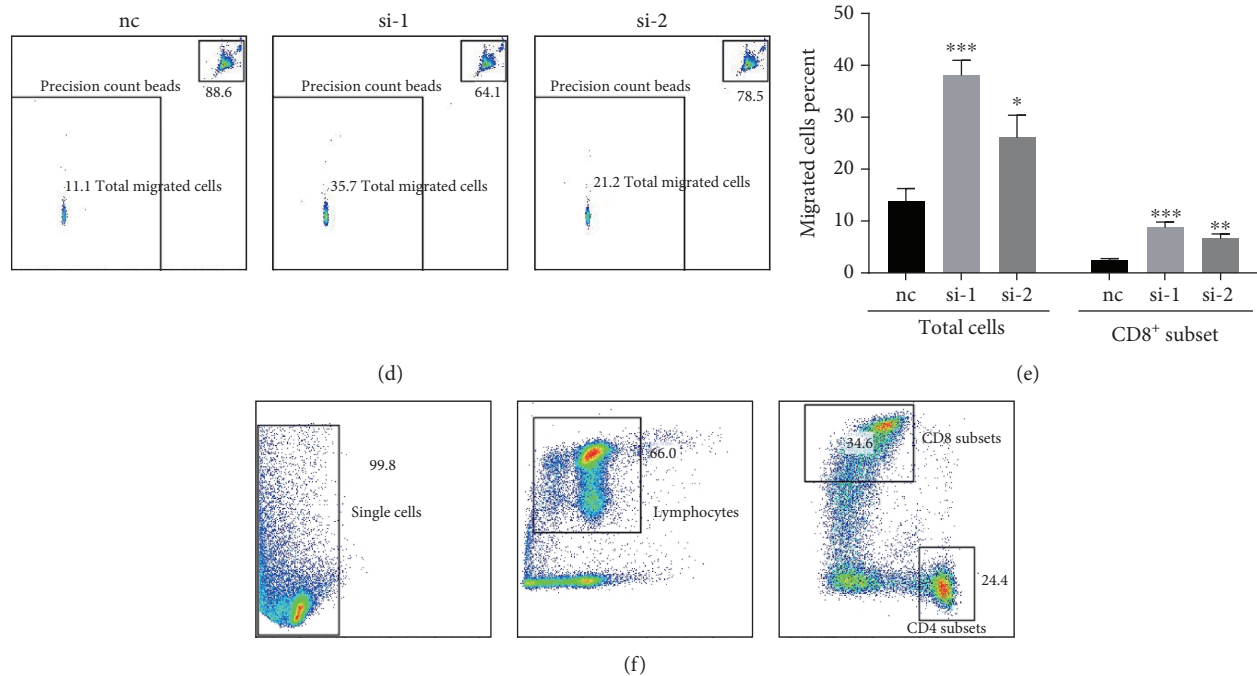 nc
si-1
si-2
Precision count beads
88.6
11.1 Total migrated cells
Precision count beads
64.1
35.7 Total migrated cells
Precision count beads
78.5
21.2 Total migrated cells
(d)
Migrated cells percent
50
40
30
20
10
0
***
*
***
**
nc
si-1
si-2
nc
si-1
si-2
Total cells
CD8⁺ subset
(e)
99.8
Single cells
66.0
Lymphocytes
34.6
CD8 subsets
24.4
CD4 subsets
(f)